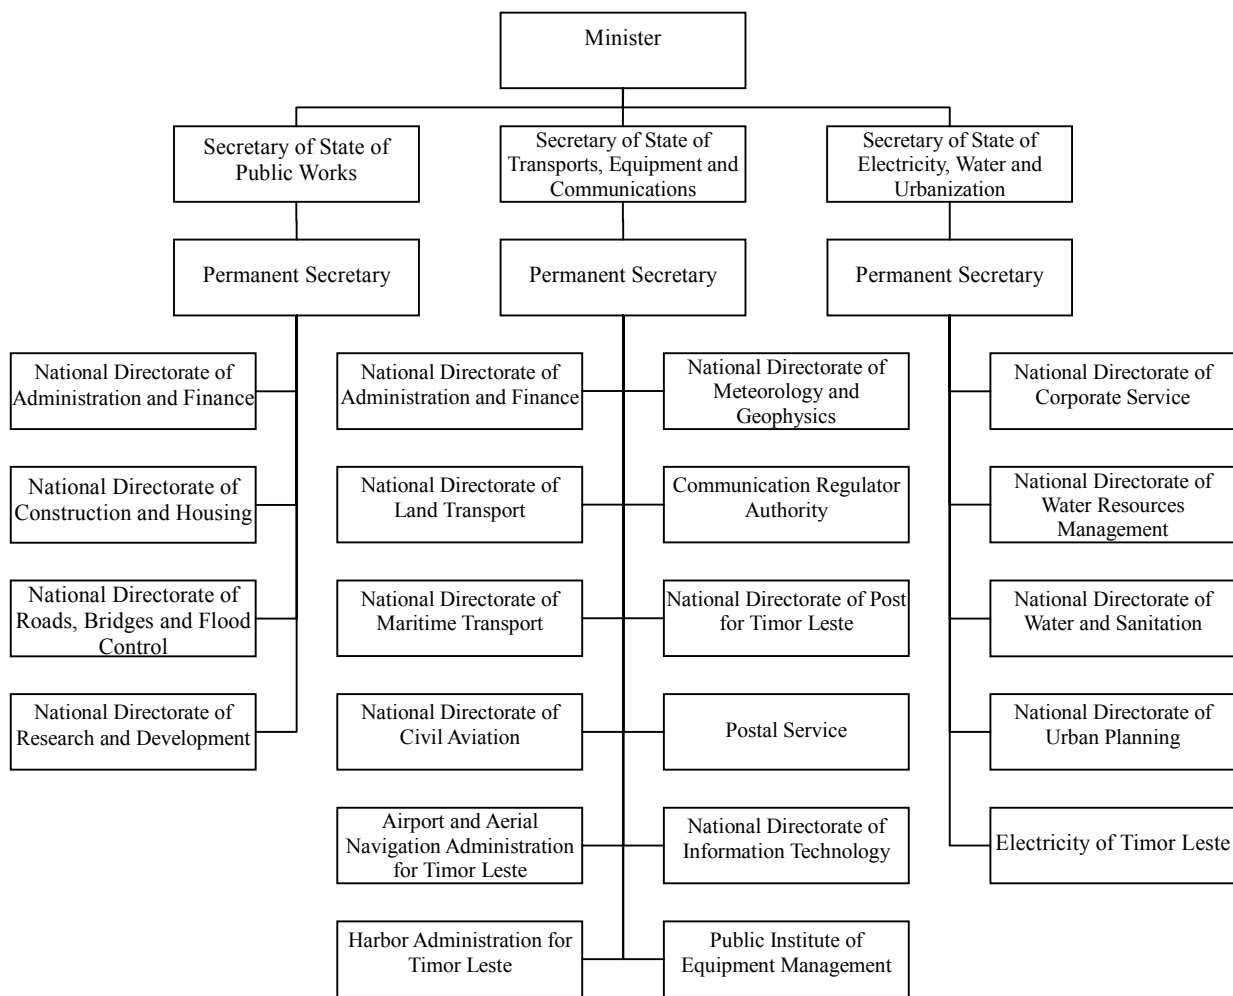 Minister
Secretary of State of
Public Works
Secretary of State of
Transports, Equipment and
Communications
Secretary of State of
Electricity, Water and
Urbanization
Permanent Secretary
Permanent Secretary
Permanent Secretary
National Directorate of
Administration and Finance
National Directorate of
Administration and Finance
National Directorate of
Meteorology and
Geophysics
National Directorate of
Corporate Service
National Directorate of
Construction and Housing
National Directorate of
Land Transport
Communication Regulator
Authority
National Directorate of
Water Resources
Management
National Directorate of
Roads, Bridges and Flood
Control
National Directorate of
Maritime Transport
National Directorate of Post
for Timor Leste
National Directorate of
Water and Sanitation
National Directorate of
Research and Development
National Directorate of
Civil Aviation
Postal Service
National Directorate of
Urban Planning
Airport and Aerial
Navigation Administration
for Timor Leste
National Directorate of
Information Technology
Electricity of Timor Leste
Harbor Administration for
Timor Leste
Public Institute of
Equipment Management